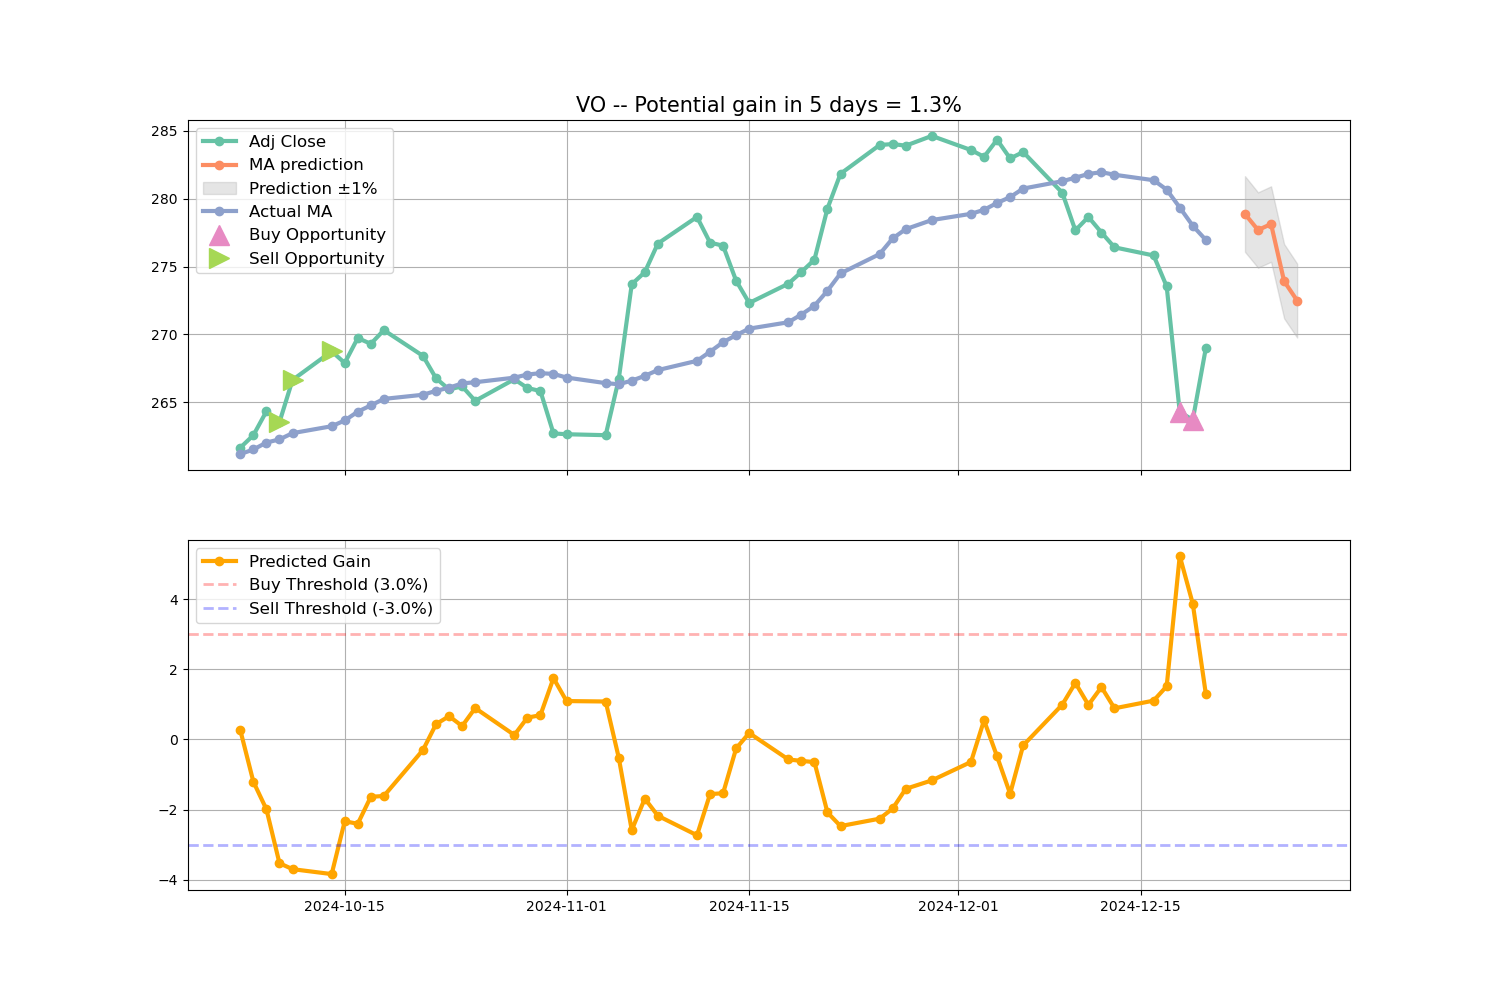 VO -- Potential gain in 5 days = 1.3%
Adj Close
MA prediction
Prediction ±1%
Actual MA
Buy Opportunity
Sell Opportunity
285
280
275
270
265
Predicted Gain
Buy Threshold (3.0%)
Sell Threshold (-3.0%)
4
2
0
−2
−4
2024-10-15 2024-11-01 2024-11-15 2024-12-01 2024-12-15